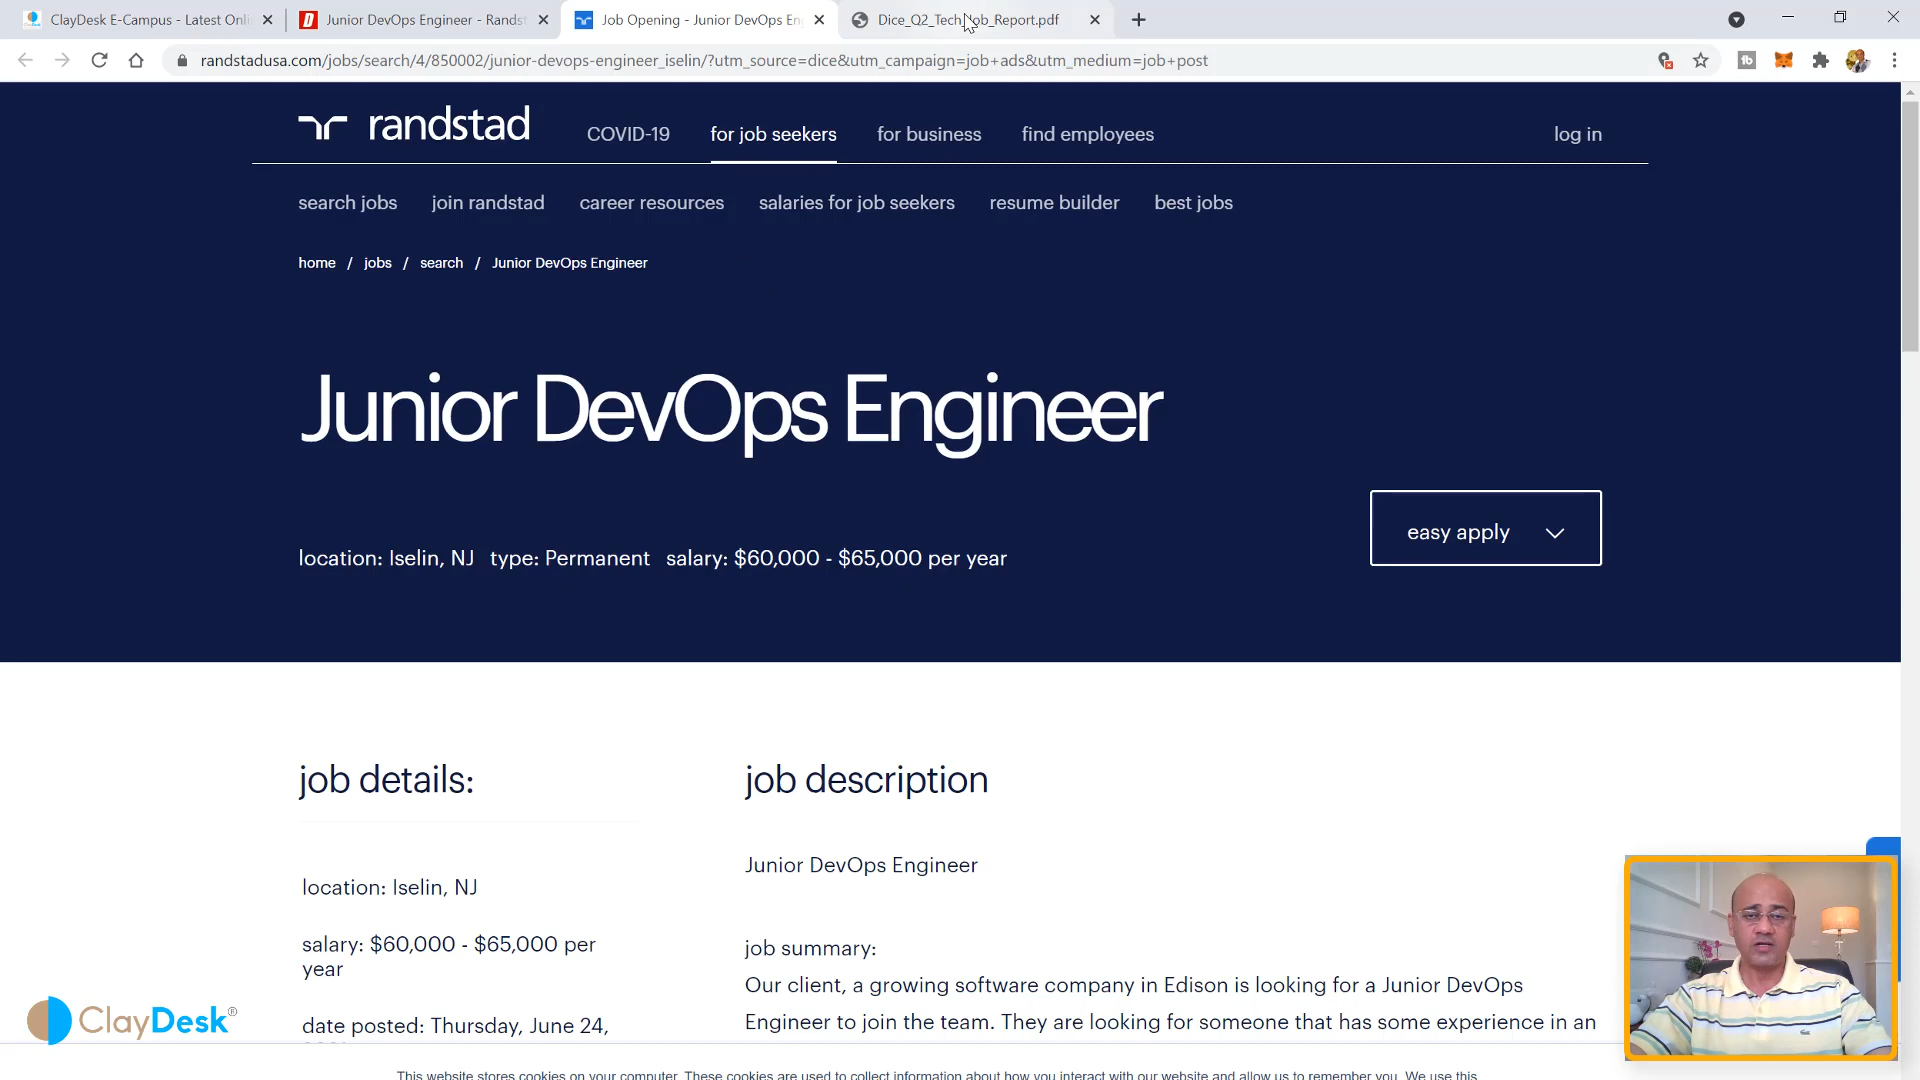 ClayDesk E-Campus - Latest Onli
Junior DevOps Engineer - Randst
Job Opening - Junior DevOps En
Dice_Q2_Tech_Job_Report.pdf
randstadusa.com/jobs/search/4/850002/junior-devops-engineer_iselin/?utm_source=dice&utm_campaign=job+ads&utm_medium=job+post
randstad
COVID-19
for job seekers
for business
find employees
log in
search jobs
join randstad
career resources
salaries for job seekers
resume builder
best jobs
home / jobs / search / Junior DevOps Engineer
Junior DevOps Engineer
easy apply
location: Iselin, NJ type: Permanent salary: $60,000 - $65,000 per year
job details:
location: Iselin, NJ
salary: $60,000 - $65,000 per
year
date posted: Thursday, June 24,
job description
Junior DevOps Engineer
job summary:
Our client, a growing software company in Edison is looking for a Junior DevOps
Engineer to join the team. They are looking for someone that has some experience in an
ClayDesk®
This website stores cookies on your computer. These cookies are used to collect information about how you interact with our website and allow us to remember you. We use this